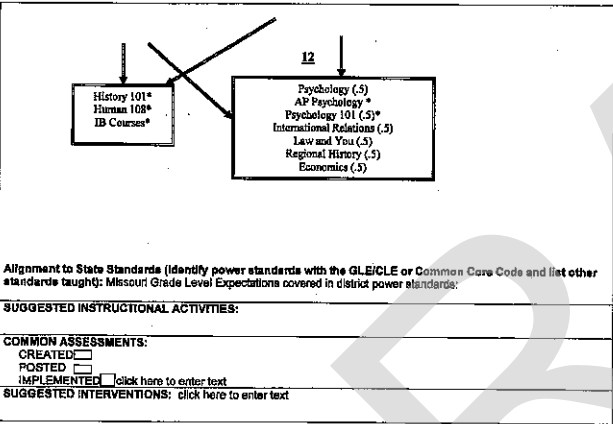 12
History 101*
Human 108*
IB Courses*
Psychology (.5)
AP Psychology *
Psychology 101 (.5)*
International Relations (.5)
Law and You (.5)
Regional History (.5)
Economics (.5)
Alignment to State Standards (Identify power standards with the GLE/CLE or Common Core Code and list other
standards taught): Missouri Grade Level Expectations covered in district power standards:
SUGGESTED INSTRUCTIONAL ACTIVITIES:
COMMON ASSESSMENTS:
CREATED
POSTED
IMPLEMENTED click here to enter text
SUGGESTED INTERVENTIONS: click here to enter text